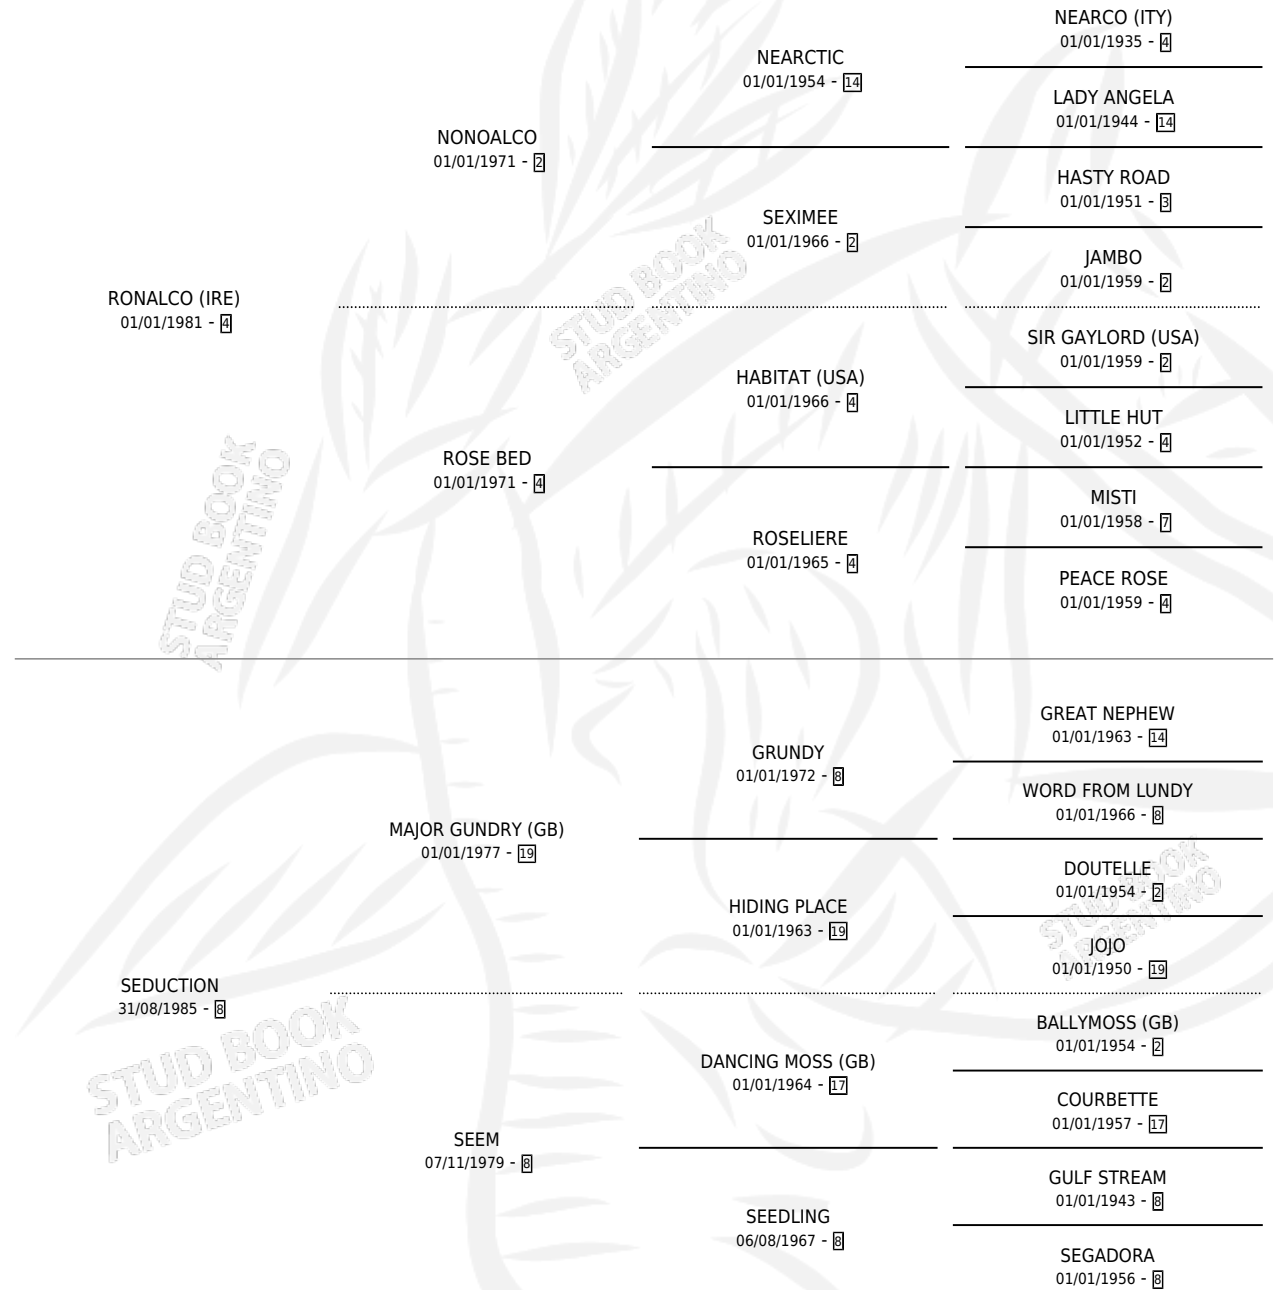 NEARCO (ITY)
01/01/1935 - 4
NEARCTIC
01/01/1954 - 14
LADY ANGELA
01/01/1944 - 14
NONOALCO
01/01/1971 - 2
HASTY ROAD
01/01/1951 - 3
SEXIMEE
01/01/1966 - 2
JAMBO
01/01/1959 - 2
RONALCO (IRE)
01/01/1981 - 4
SIR GAYLORD (USA)
01/01/1959 - 2
HABITAT (USA)
01/01/1966 - 4
LITTLE HUT
01/01/1952 - 4
ROSE BED
01/01/1971 - 4
MISTI
01/01/1958 - 7
ROSELIERE
01/01/1965 - 4
PEACE ROSE
01/01/1959 - 4
STUD BOOK
ARGENTINO
STUD BOOK
ARGENTINO
GREAT NEPHEW
01/01/1963 - 14
GRUNDY
01/01/1972 - 8
WORD FROM LUNDY
01/01/1966 - 8
MAJOR GUNDRY (GB)
01/01/1977 - 19
DOUTELLE
01/01/1954 - 2
HIDING PLACE
01/01/1963 - 19
JOJO
01/01/1950 - 19
STUD BOOK
ARGENTINO
SEDUCTION
31/08/1985 - 8
BALLYMOSS (GB)
01/01/1954 - 2
DANCING MOSS (GB)
01/01/1964 - 17
COURBETTE
01/01/1957 - 17
STUD BOOK
ARGENTINO
SEEM
07/11/1979 - 8
GULF STREAM
01/01/1943 - 8
SEEDLING
06/08/1967 - 8
SEGADORA
01/01/1956 - 8